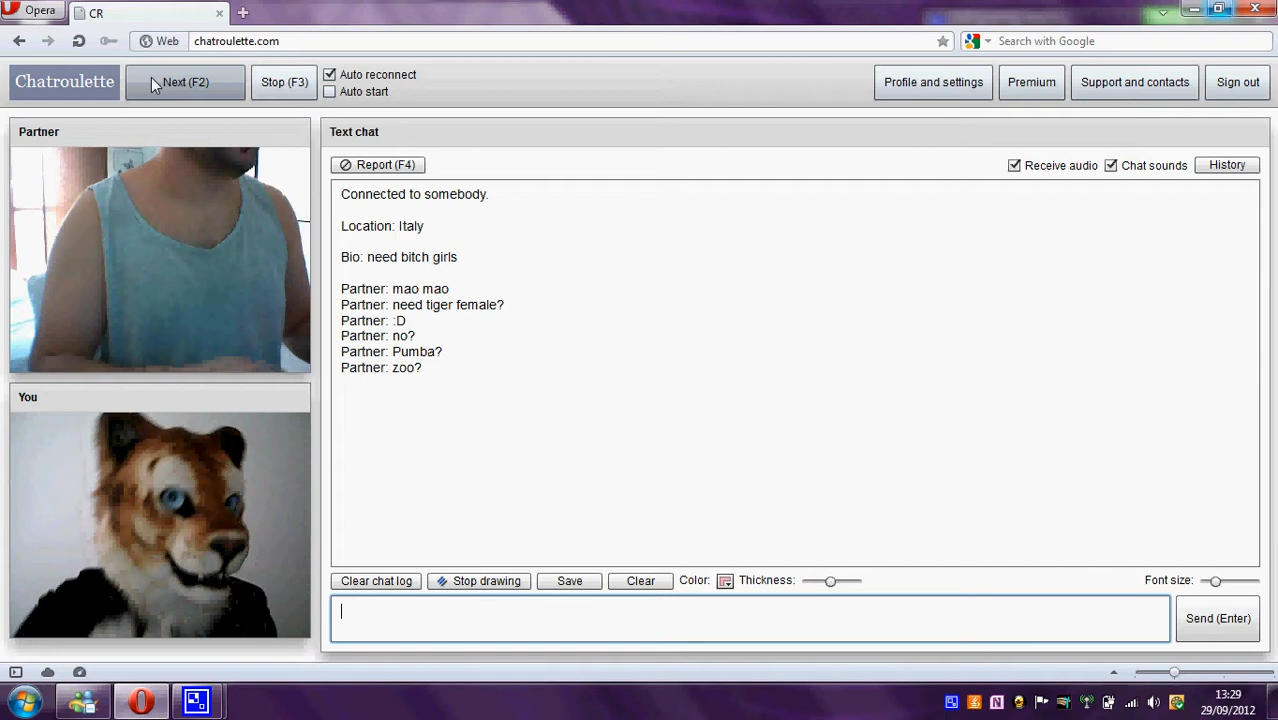 Opera
CR
Web
chatroulette.com
Search with Google
Chatroulette
Next (F2)
Stop (F3)
Auto reconnect
Auto start
Profile and settings
Premium
Support and contacts
Sign out
Partner
Text chat
Report (F4)
Receive audio
Chat sounds
History
Connected to somebody.
Location: Italy
Bio: need bitch girls
Partner: mao mao
Partner: need tiger female?
Partner: :D
Partner: no?
Partner: Pumba?
Partner: zoo?
You
Clear chat log
Stop drawing
Save
Clear
Color:
Thickness:
Font size:
Send (Enter)
13:29
29/09/2012